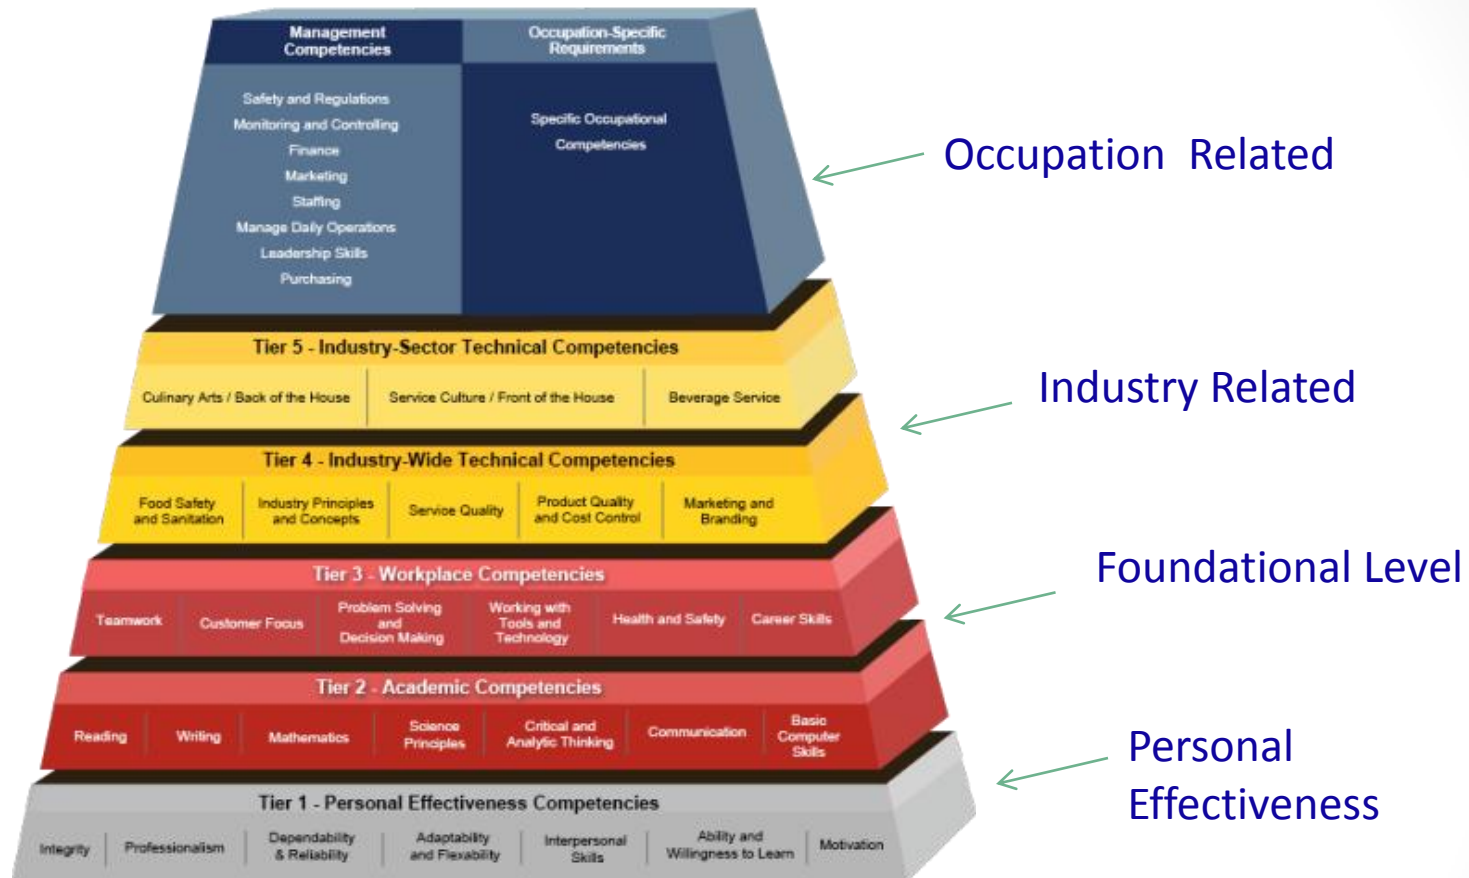 Management
Competencies
Occupation-Specific
Requirements
Safety and Regulations
Monitoring and Controlling
Finance
Marketing
Staffing
Manage Daily Operations
Leadership Skills
Purchasing
Specific Occupational
Competencies
Occupation Related
Tier 5 - Industry-Sector Technical Competencies
Culinary Arts / Back of the House
Service Culture / Front of the House
Beverage Service
Industry Related
Tier 4 - Industry-Wide Technical Competencies
Food Safety
and Sanitation
Industry Principles
and Concepts
Service Quality
Product Quality
and Cost Control
Marketing and
Branding
Tier 3 - Workplace Competencies
Teamwork
Customer Focus
Problem Solving
and
Decision Making
Working with
Tools and
Technology
Health and Safety
Career Skills
Foundational Level
Tier 2 - Academic Competencies
Reading
Writing
Mathematics
Science
Principles
Critical and
Analytic Thinking
Communication
Basic
Computer
Skills
Tier 1 - Personal Effectiveness Competencies
Integrity
Professionalism
Dependability
& Reliability
Adaptability
and Flexability
Interpersonal
Skills
Ability and
Willingness to Learn
Motivation
Personal
Effectiveness